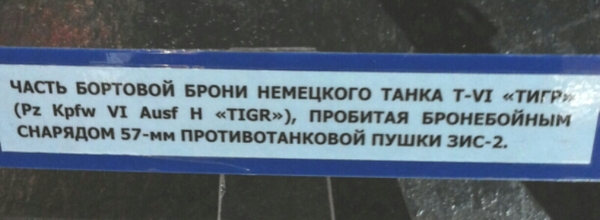 ЧАСТЬ БОРТОВОЙ БРОНИ НЕМЕЦКОГО ТАНКА Т-VI «ТИГР»
(Pz Kpfw VI Ausf H «TIGR»), ПРОБИТАЯ БРОНЕБОЙНЫМ
СНАРЯДОМ 57-мм ПРОТИВОТАНКОВОЙ ПУШКИ ЗИС-2.